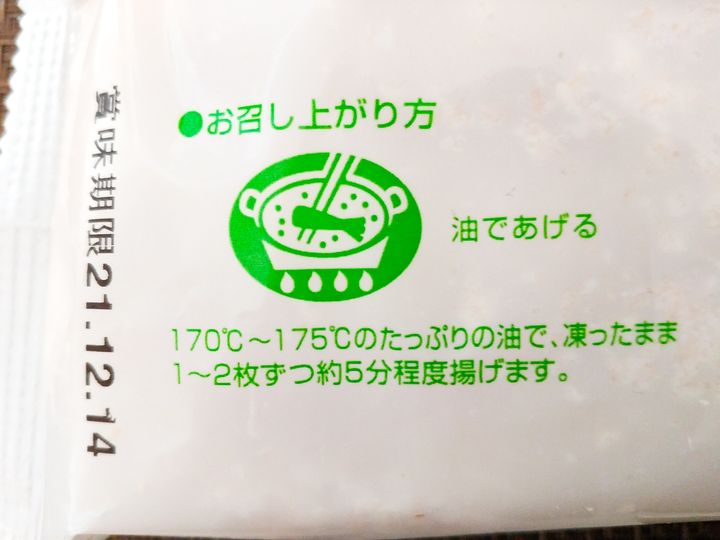 ●お召し上がり方
油であげる
170℃～175℃のたっぷりの油で、凍ったまま
1～2枚ずつ約5分程度揚げます。
賞味期限21.12.14